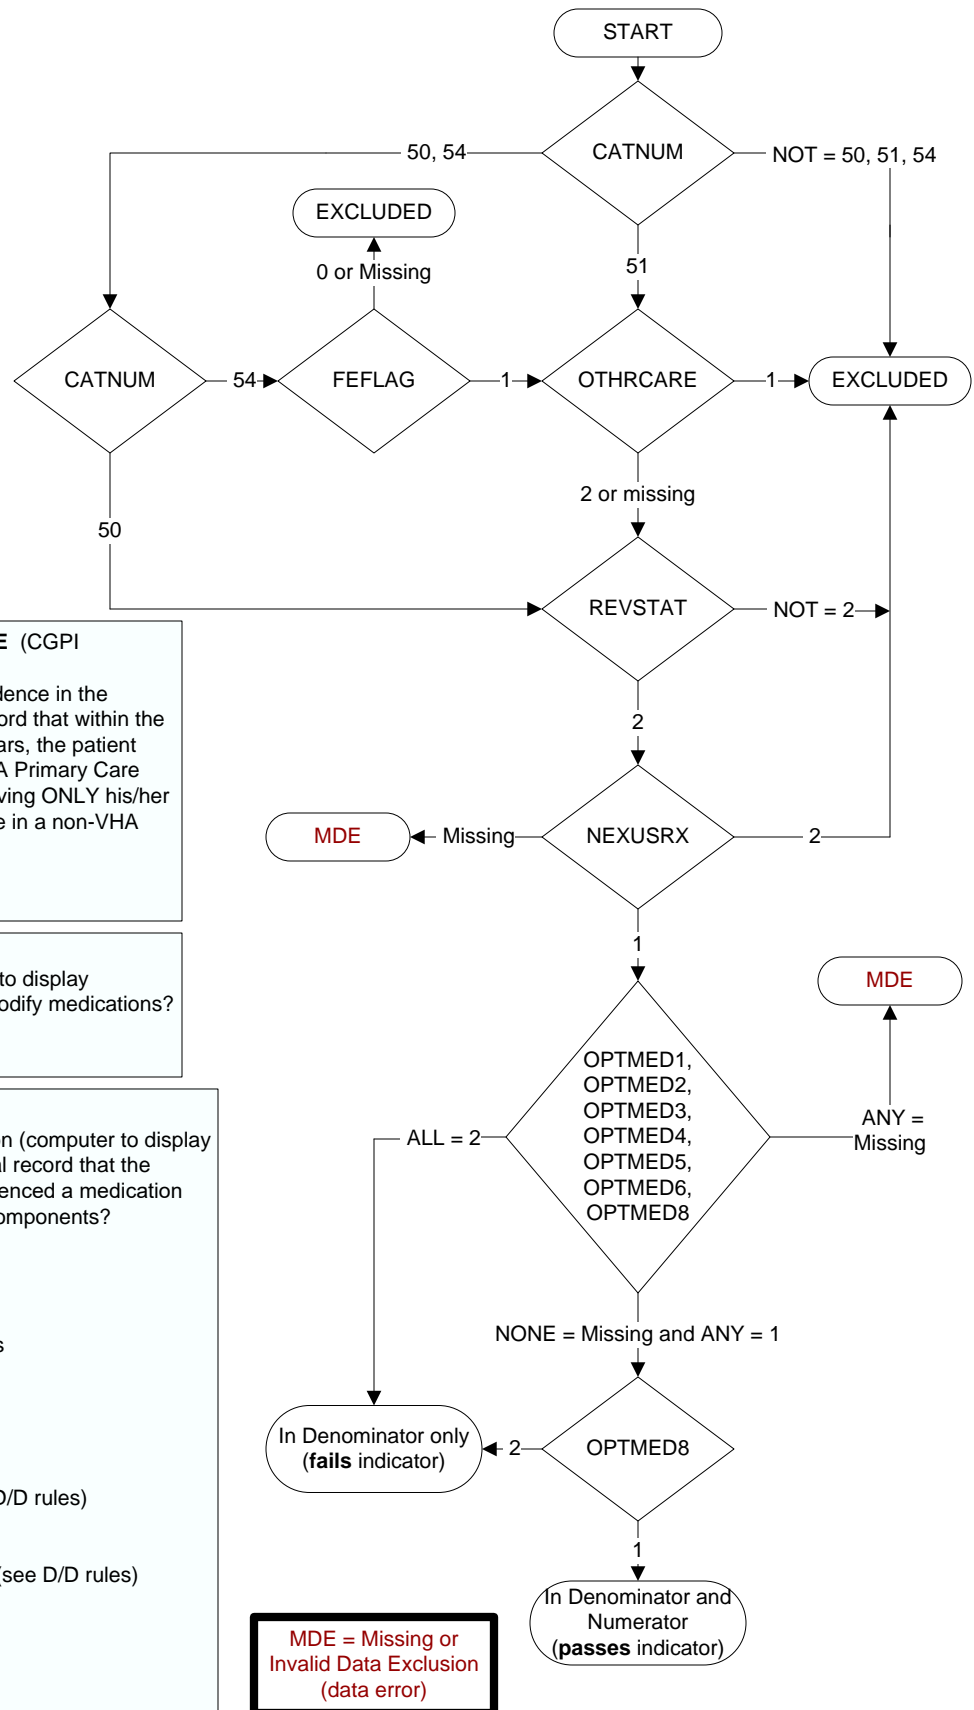 START
CATNUM
50, 54
NOT = 50, 51, 54
EXCLUDED
0 or Missing
51
CATNUM
54
FEFLAG
1
OTHRCARE
1
EXCLUDED
2 or missing
50
REVSTAT
NOT = 2
E (CGPI
dence in the
ord that within the
ars, the patient
A Primary Care
ving ONLY his/her
e in a non-VHA
2
MDE
Missing
NEXUSRX
2
1
to display
odify medications?
MDE
OPTMED1,
OPTMED2,
OPTMED3,
OPTMED4,
OPTMED5,
OPTMED6,
OPTMED8
ALL = 2
ANY =
Missing
on (computer to display
al record that the
enced a medication
omponents?
s
D/D rules)
(see D/D rules)
NONE = Missing and ANY = 1
In Denominator only
(fails indicator)
2
OPTMED8
1
In Denominator and
Numerator
(passes indicator)
MDE = Missing or
Invalid Data Exclusion
(data error)